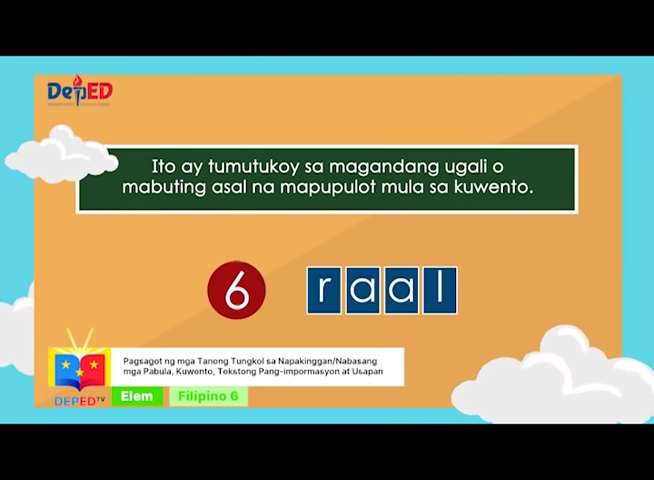 DepED
Ito ay tumutukoy sa magandang ugali o
mabuting asal na mapupulot mula sa kuwento.
6 raal
Pagsagot ng mga Tanong Tungkol sa Napakinggan/Nabasang
mga Pabula, Kuwento, Tekstong Pang-impormasyon at Usapan
DEPED TV
Elem Filipino 6